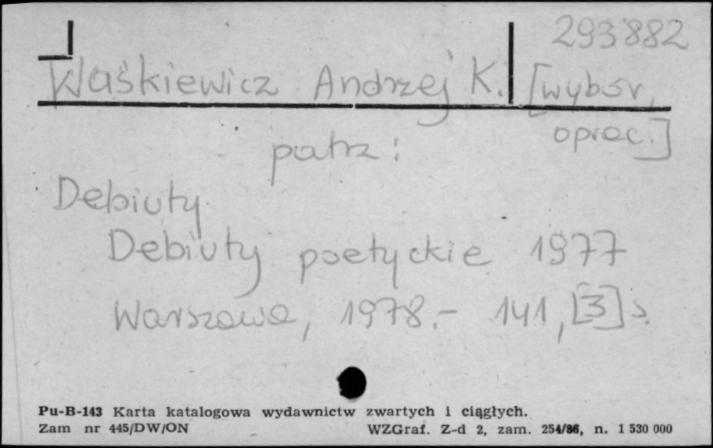 293882
Waśkiewicz Andrzej K. [wybór,
oprac.]
patrz:
Debiuty
Debiuty poetyckie 1977
Warszawa, 1978.- 141, [3] s.
Pu-B-143 Karta katalogowa wydawnictw zwartych i ciągłych.
Zam nr 445/DW/ON WZGraf. Z-d 2, zam. 254/86, n. 1 530 000